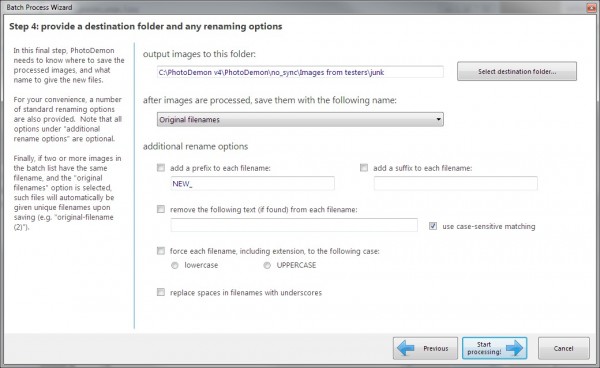 Batch Process Wizard
Step 4: provide a destination folder and any renaming options
In this final step, PhotoDemon
needs to know where to save the
processed images, and what
name to give the new files.
For your convenience, a number
of standard renaming options
are also provided.  Note that all
options under "additional
rename options" are optional.
Finally, if two or more images in
the batch list have the same
filename, and the "original
filenames" option is selected,
such files will automatically be
given unique filenames upon
saving (e.g. "original-filename
(2)").
output images to this folder:
C:\PhotoDemon v4\PhotoDemon\no_sync\Images from testers\junk
Select destination folder...
after images are processed, save them with the following name:
Original filenames
additional rename options
add a prefix to each filename:
NEW_
add a suffix to each filename:
remove the following text (if found) from each filename:
use case-sensitive matching
force each filename, including extension, to the following case:
lowercase
UPPERCASE
replace spaces in filenames with underscores
Previous
Start
processing!
Cancel